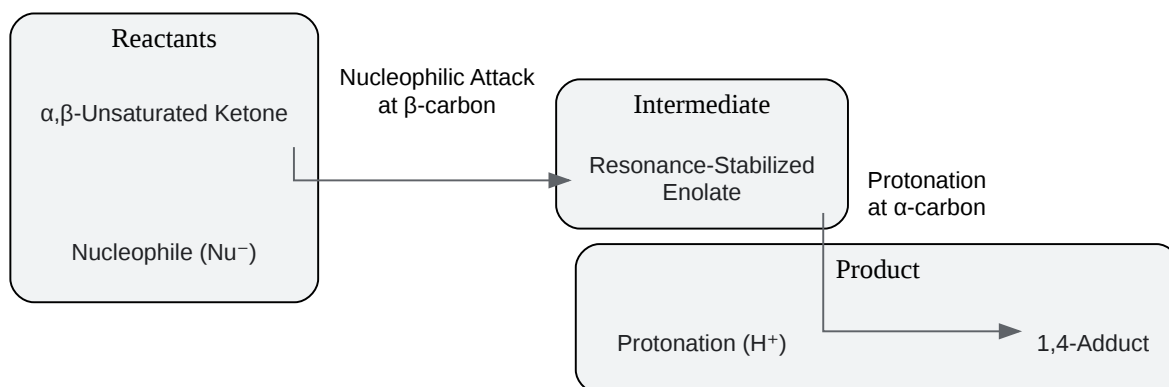 Reactants
α,β-Unsaturated Ketone
Nucleophile (Nu⁻)
Nucleophilic Attack
at β-carbon
Intermediate
Resonance-Stabilized
Enolate
Protonation
at α-carbon
Product
Protonation (H⁺)
1,4-Adduct